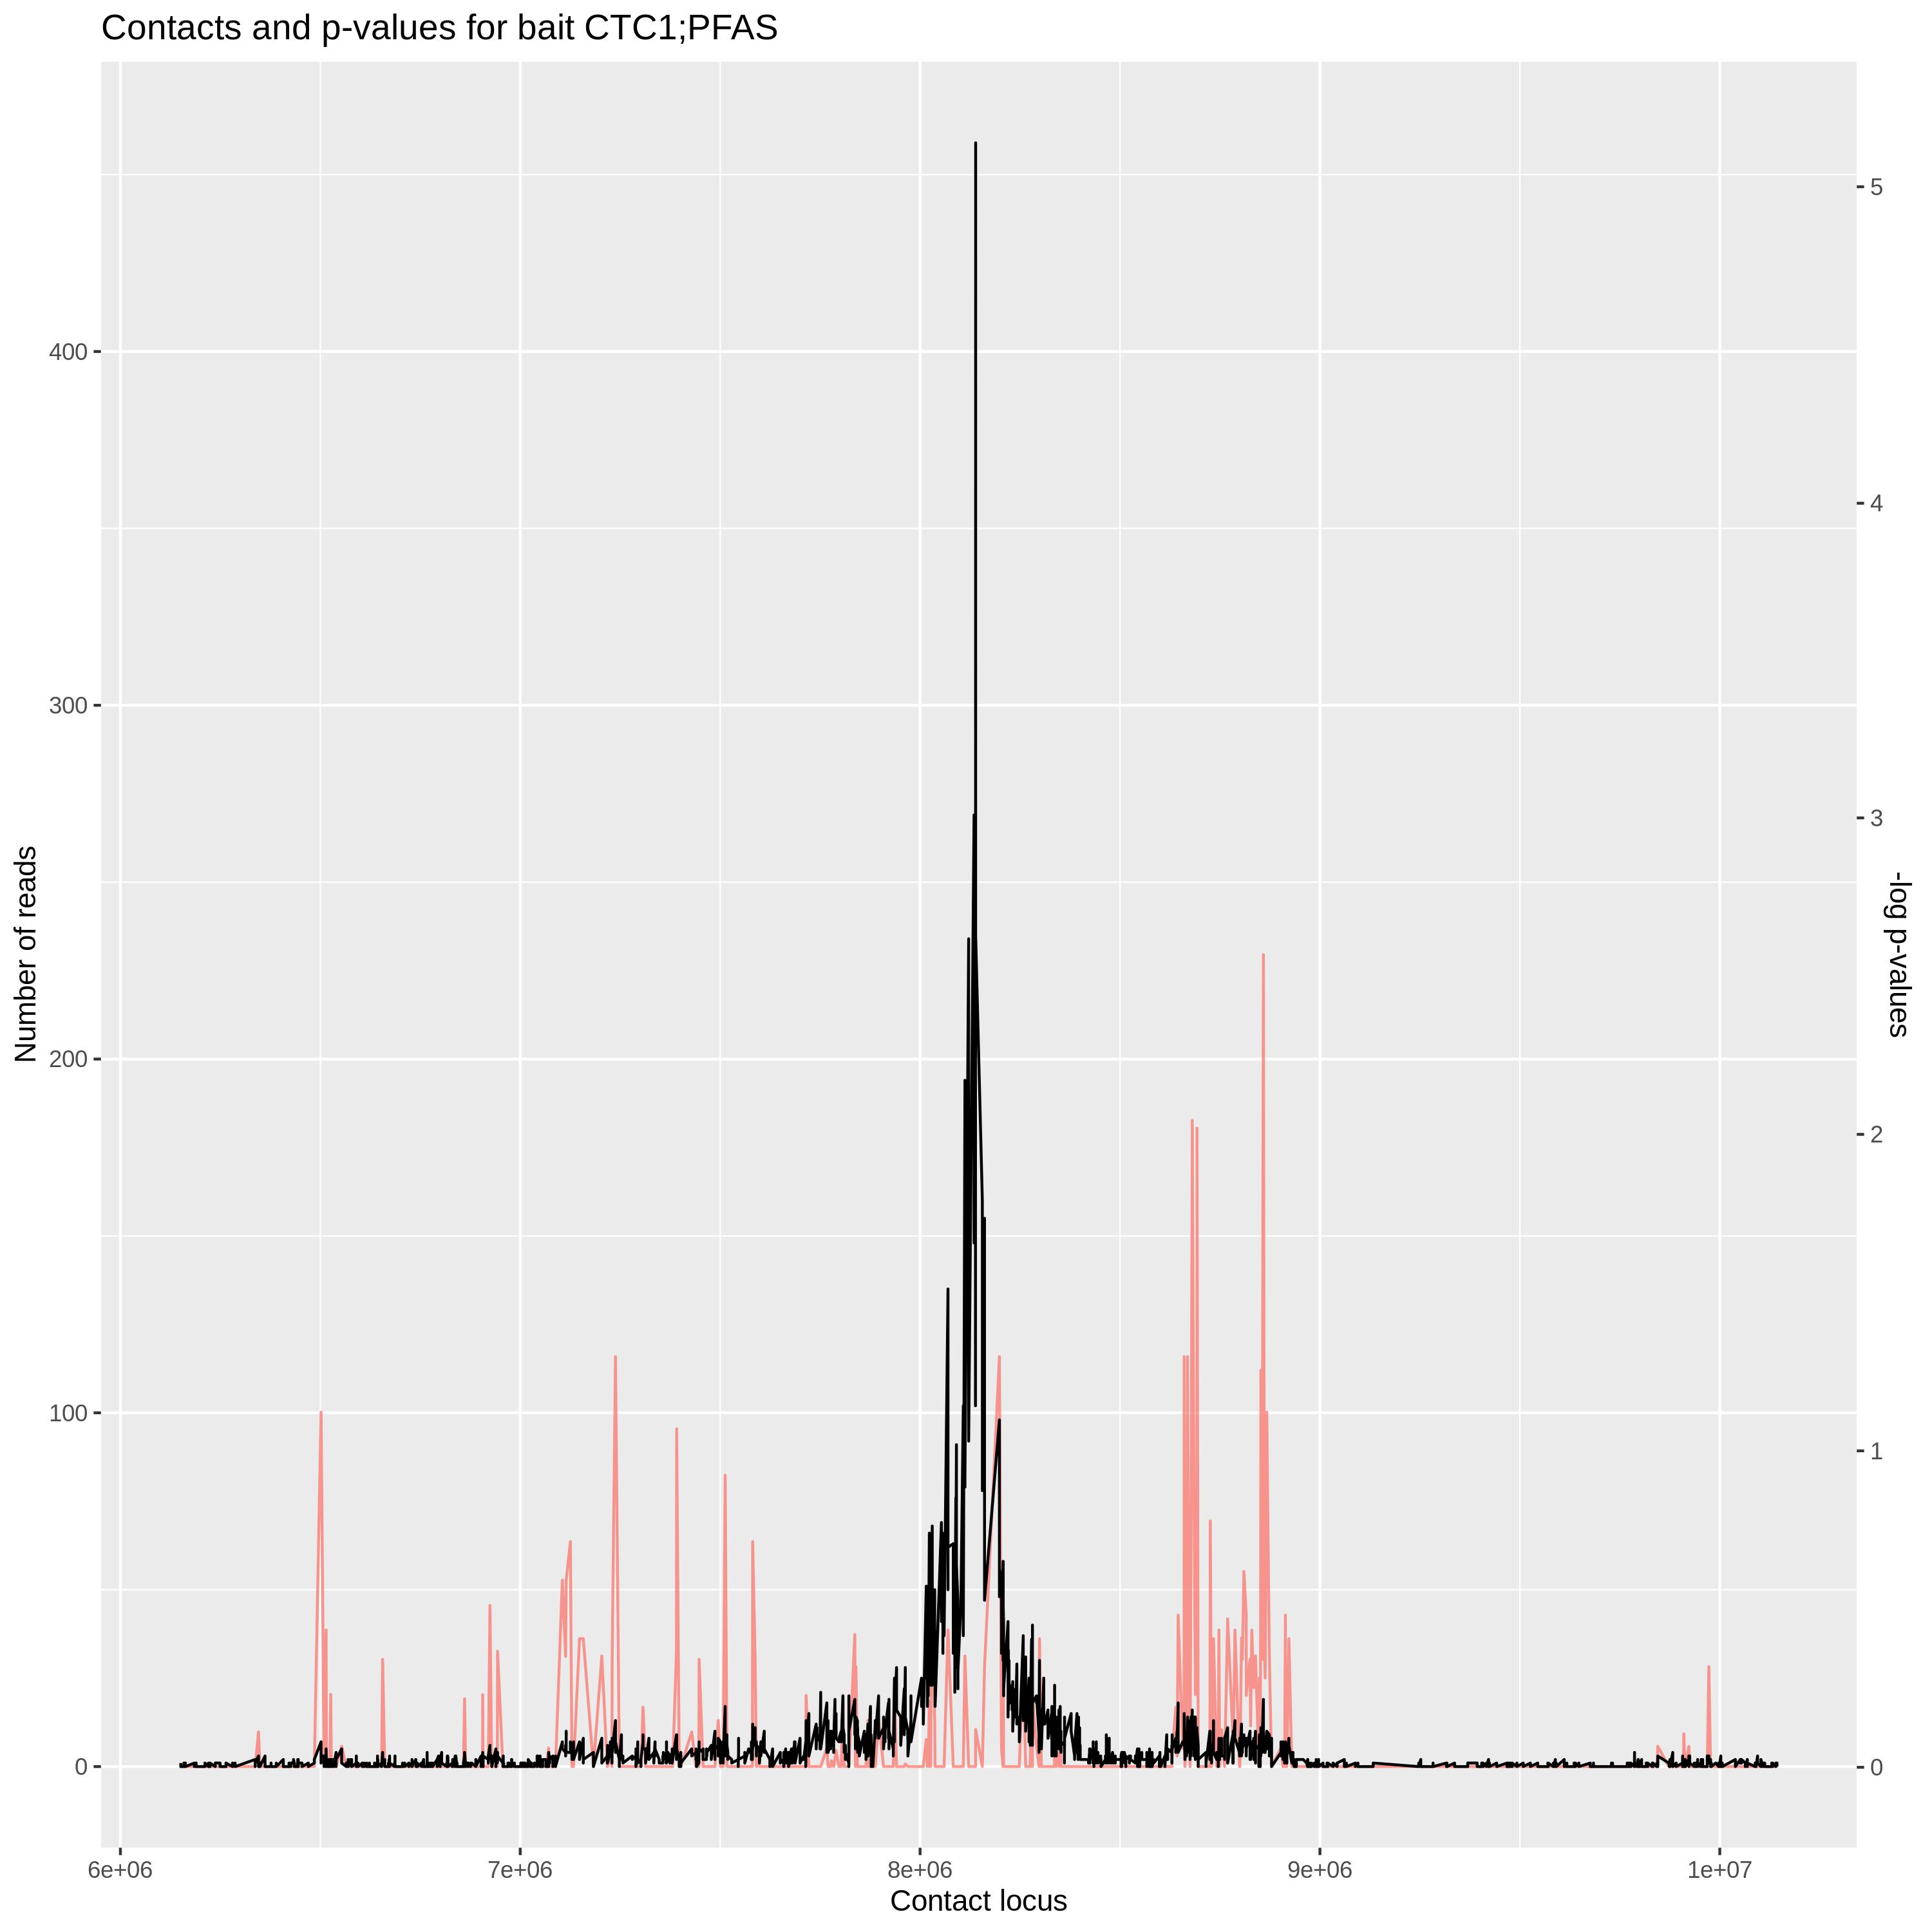 Contacts and p-values for bait CTC1;PFAS
Number of reads
400
300
200
100
0
5
4
3
2
1
0
-log p-values
6e+06
7e+06
8e+06
9e+06
1e+07
Contact locus